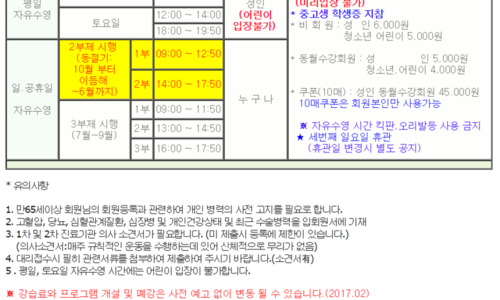 평일
자유수영
토요일
12:00 ~ 14:00
18:00 ~ 19:50
성인
(어린이
입장불가)
(미리입장 불가)
* 중고생 학생증 지참
* 비 회 원 : 성 인 6,000원
청소년 어린이 5,000원
일, 공휴일
자유수영
2부제 시행
(동절기:
10월 부터
이듬해
~6월까지)
1부 09:00 ~ 12:50
2부 14:00 ~ 17:50
3부제 시행
(7월~9월)
1부 09:00 ~ 11:50
2부 13:00 ~ 14:50
3부 16:00 ~ 17:50
누 구 나
* 동월수강회원 : 성 인 5,000원
청소년, 어린이 4,000원
* 쿠폰(10매) : 성인 동월수강회원 45,000원
10매쿠폰은 회원본인만 사용가능
※ 자유수영 시간 킥판,오리발등 사용 금지
★ 세번째 일요일 휴관
(휴관일 변경시 별도 공지)
* 유의사항
1. 만65세이상 회원님의 회원등록과 관련하여 개인 병력의 사전 고지를 필요로 합니다.
2. 고혈압, 당뇨, 심혈관계질환, 심장병 및 개인건강상태 및 최근 수술병력을 입회원서에 기재
3. 1차 및 2차 진료기관 의사 소견서가 필요합니다. (미 제출시 등록에 제한이 있습니다.)
(의사소견서:매주 규칙적인 운동을 수행하는데 있어 신체적으로 무리가 없음)
4. 대리접수시 필히 관련서류를 첨부하여 제출하여 주시기 바랍니다.(소견서有)
5. 평일, 토요일 자유수영 시간에는 어린이 입장이 불가합니다.
※ 강습료와 프로그램 개설 및 폐강은 사전 예고 없이 변동 될 수 있습니다.(2017.02)